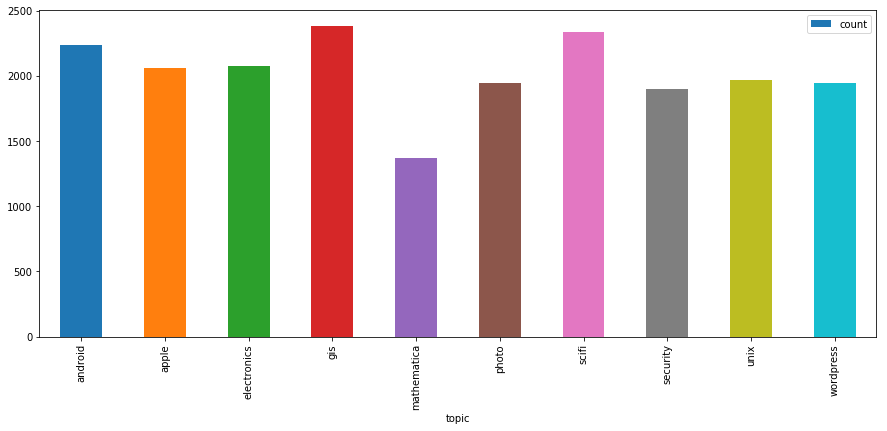 2500
2000
1500
1000
500
0
count
android
apple
electronics
gis
mathematica
photo
scifi
security
unix
wordpress
topic